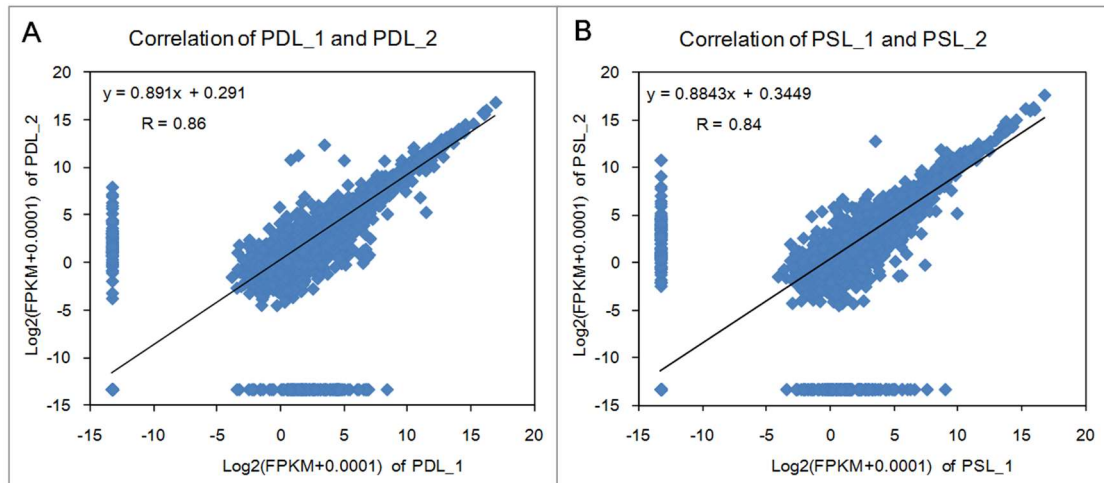 A
Correlation of PDL_1 and PDL_2
y = 0.891x + 0.291
R = 0.86
20
15
10
5
0
-5
-10
-15
Log2(FPKM+0.0001) of PDL_2
-15
-10
-5
0
5
10
15
20
Log2(FPKM+0.0001) of PDL_1
B
Correlation of PSL_1 and PSL_2
y = 0.8843x + 0.3449
R = 0.84
20
15
10
5
0
-5
-10
-15
Log2(FPKM+0.0001) of PSL_2
-15
-10
-5
0
5
10
15
20
Log2(FPKM+0.0001) of PSL_1